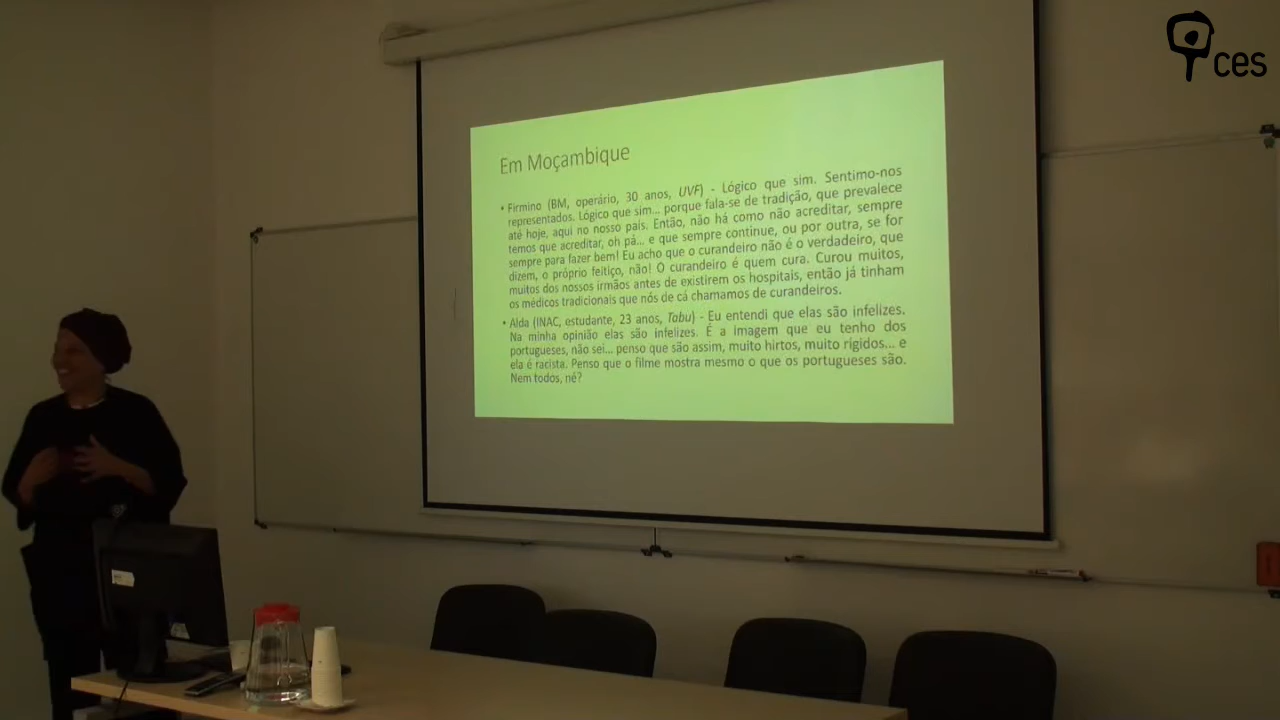 ces
Em Moçambique
• Firmino (BM, operário, 30 anos, UVF) - Lógico que sim. Sentimo-nos
representados. Lógico que sim... porque fala-se de tradição, que prevalece
até hoje, aqui no nosso país. Então, não há como não acreditar, sempre
temos que acreditar, oh pá... e que sempre continue, ou por outra, se for
sempre para fazer bem! Eu acho que o curandeiro não é o verdadeiro, que
dizem, o próprio feitiço, não! O curandeiro é quem cura. Curou muitos,
muitos dos nossos irmãos antes de existirem os hospitais, então já tinham
os médicos tradicionais que nós de cá chamamos de curandeiros.
• Alda (INAC, estudante, 23 anos, Tabu) - Eu entendi que elas são infelizes.
Na minha opinião elas são infelizes. É a imagem que eu tenho dos
portugueses, não sei... penso que são assim, muito hirtos, muito rígidos... e
ela é racista. Penso que o filme mostra mesmo o que os portugueses são.
Nem todos, né?